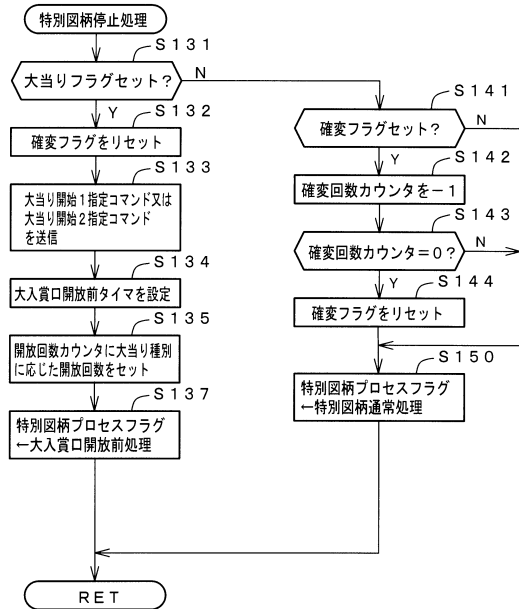 特別図柄停止処理
S131
大当りフラグセット？
N
Y
S132
確変フラグをリセット
S133
大当り開始1指定コマンド又は
大当り開始2指定コマンド
を送信
S134
大入賞口開放前タイマを設定
S135
開放回数カウンタに大当り種別
に応じた開放回数をセット
S137
特別図柄プロセスフラグ
←大入賞口開放前処理
S141
確変フラグセット？
N
Y
S142
確変回数カウンタを－1
S143
確変回数カウンタ＝0？
N
Y
S144
確変フラグをリセット
S150
特別図柄プロセスフラグ
←特別図柄通常処理
RET